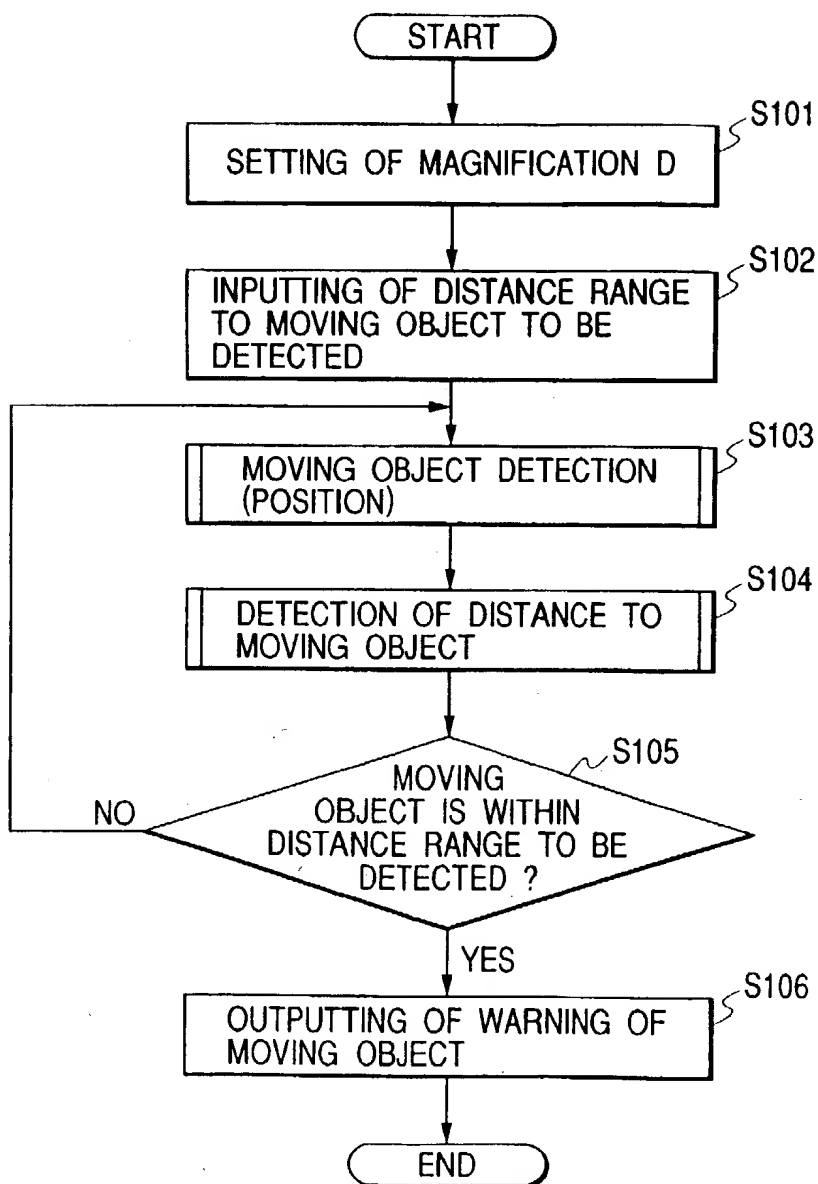 START
S101
SETTING OF MAGNIFICATION D
S102
INPUTTING OF DISTANCE RANGE
TO MOVING OBJECT TO BE
DETECTED
S103
MOVING OBJECT DETECTION
(POSITION)
S104
DETECTION OF DISTANCE TO
MOVING OBJECT
S105
MOVING
OBJECT IS WITHIN
DISTANCE RANGE TO BE
DETECTED ?
NO
YES
S106
OUTPUTTING OF WARNING OF
MOVING OBJECT
END